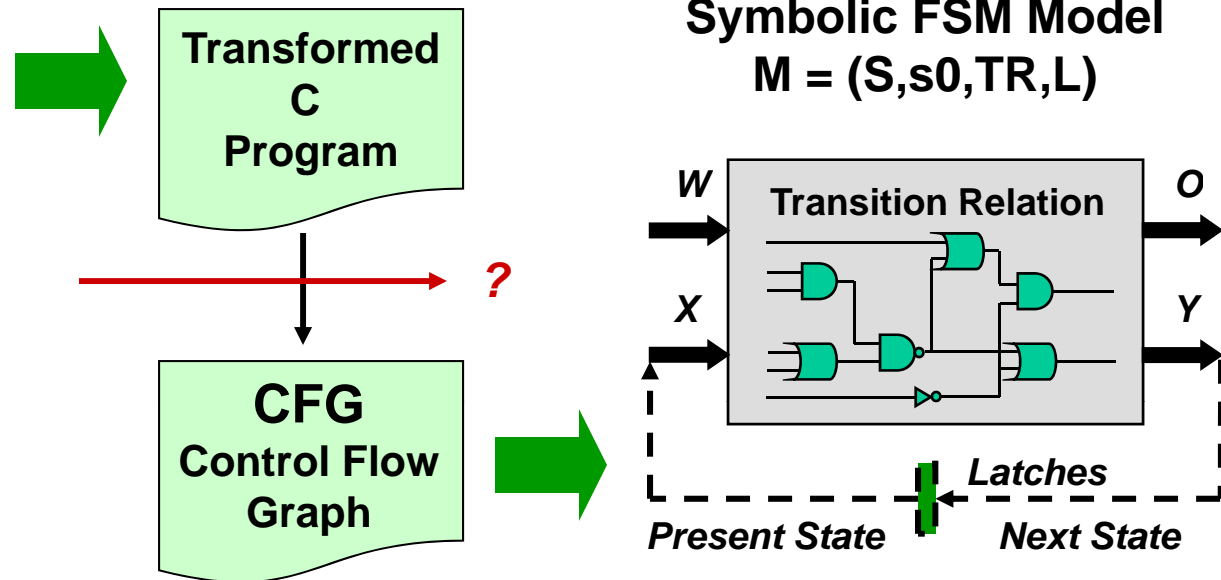 Transformed
C
Program
?
CFG
Control Flow
Graph
Symbolic FSM Model
M = (S,s0,TR,L)
W
O
Transition Relation
X
Y
Latches
Present State
Next State